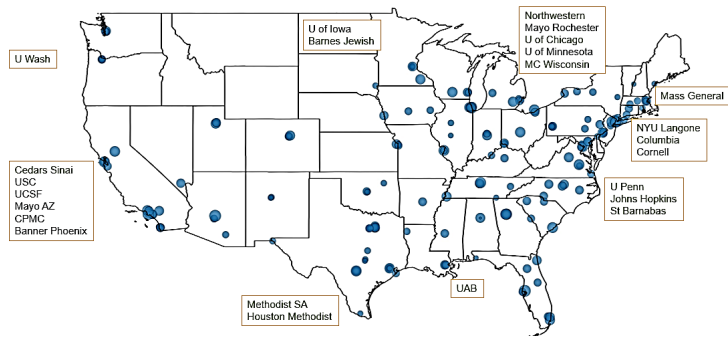 U Wash
U of Iowa
Barnes Jewish
Northwestern
Mayo Rochester
U of Chicago
U of Minnesota
MC Wisconsin
Mass General
NYU Langone
Columbia
Cornell
Cedars Sinai
USC
UCSF
Mayo AZ
CPMC
Banner Phoenix
U Penn
Johns Hopkins
St Barnabas
UAB
Methodist SA
Houston Methodist